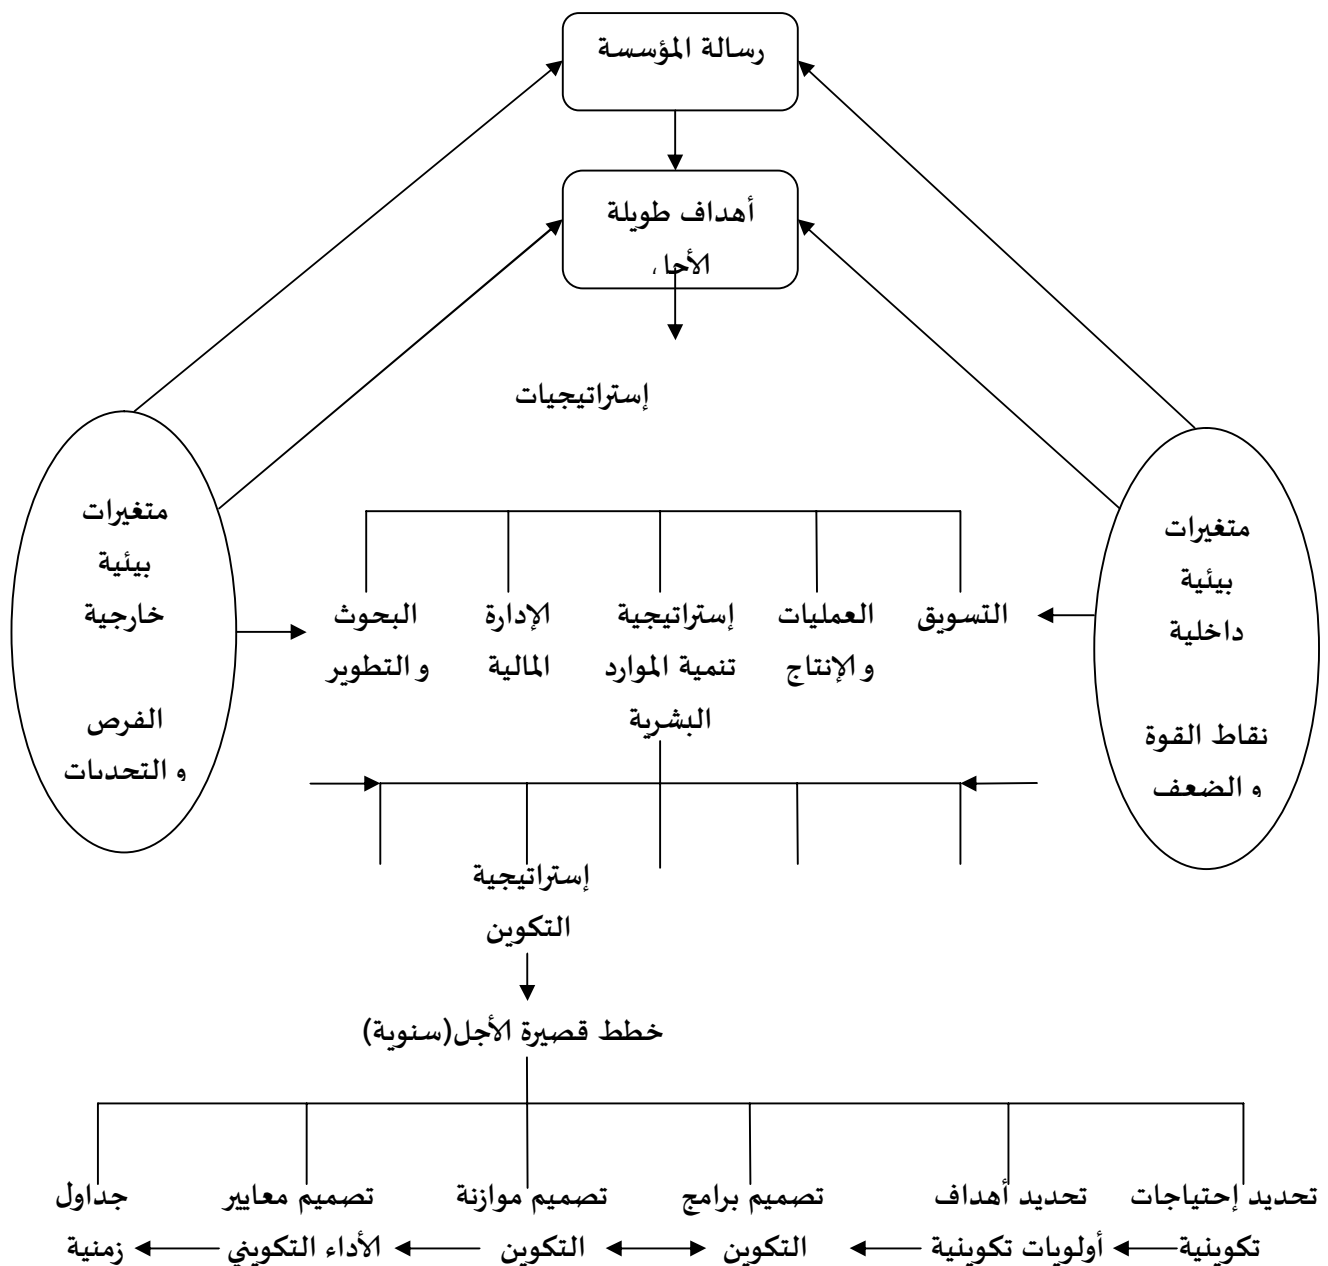 رسالة المؤسسة
أهداف طويلة
الأجل
إستراتيجيات
متغيرات
بيئية
داخلية
نقاط القوة
و الضعف
متغيرات
بيئية
خارجية
الفرص
و التحديات
التسويق
العمليات
و الإنتاج
إستراتيجية
تنمية الموارد
البشرية
الإدارة
المالية
البحوث
و التطوير
إستراتيجية
التكوين
خطط قصيرة الأجل(سنوية)
تحديد إحتياجات
تكوينية
تحديد أهداف
أولويات تكوينية
تصميم برامج
التكوين
تصميم موازنة
التكوين
تصميم معايير
الأداء التكويني
جداول
زمنية